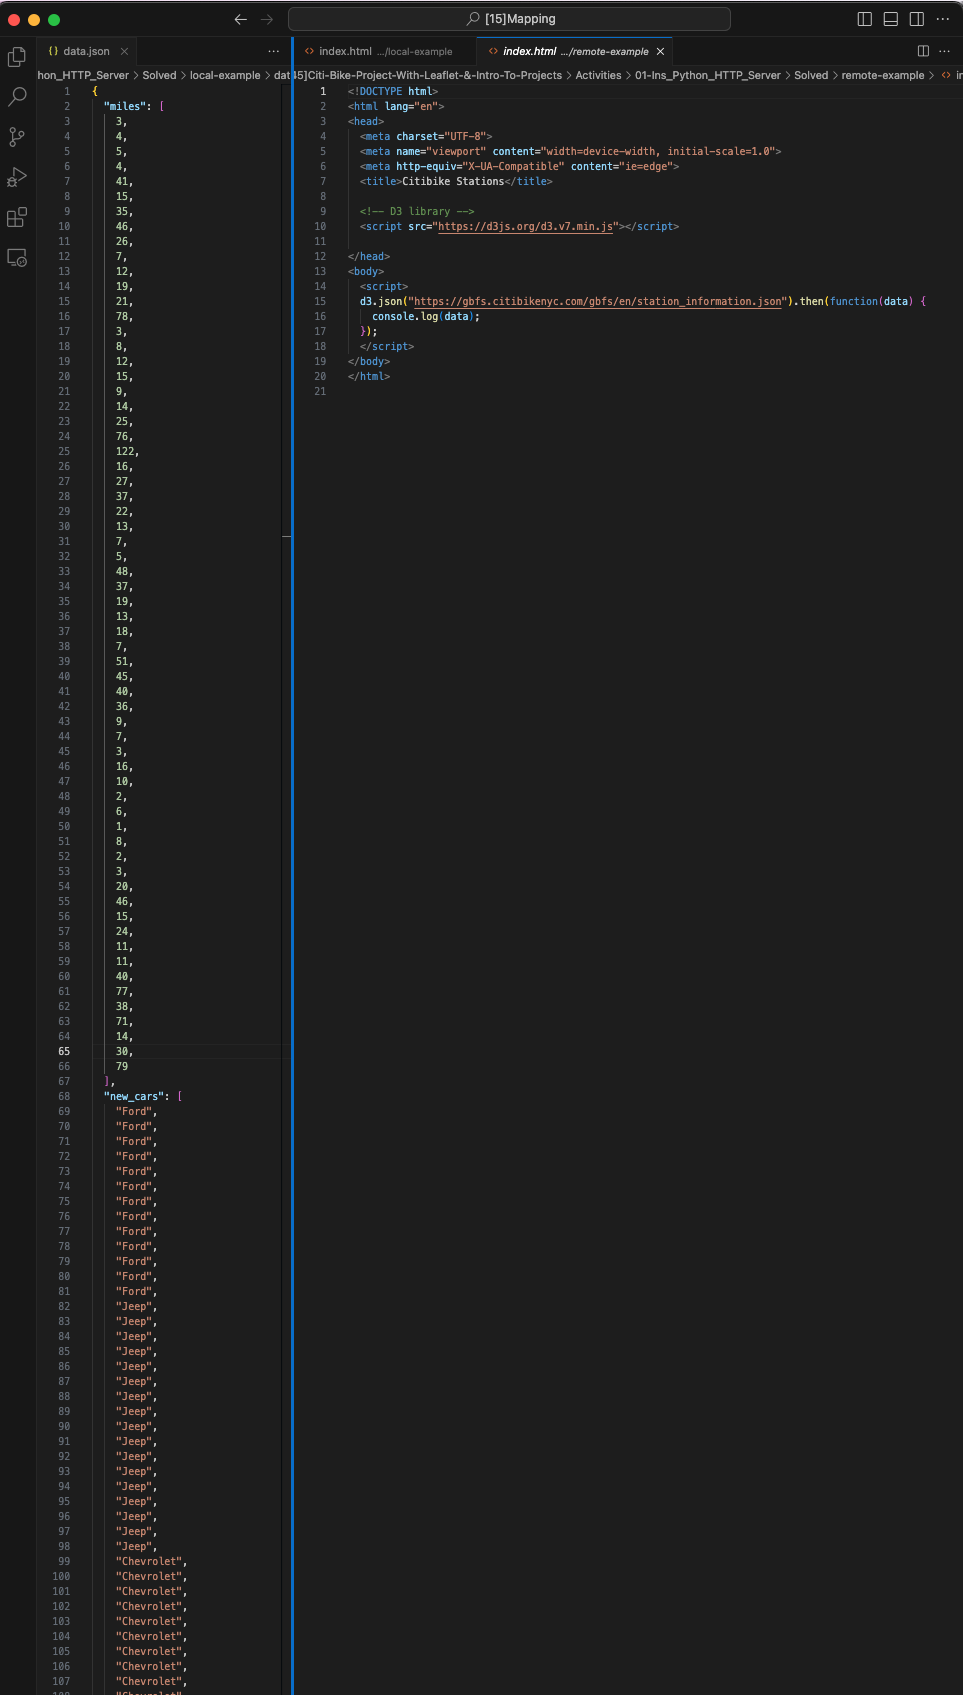 [15]Mapping
data.json
hon_HTTP_Server > Solved > local-example > dat
1 {
2 "miles": [
3 3,
4 4,
5 5,
6 4,
7 41,
8 15,
9 35,
10 46,
11 26,
12 7,
13 12,
14 19,
15 21,
16 78,
17 3,
18 8,
19 12,
20 15,
21 9,
22 14,
23 25,
24 76,
25 122,
26 16,
27 27,
28 37,
29 22,
30 13,
31 7,
32 5,
33 48,
34 37,
35 19,
36 13,
37 18,
38 7,
39 51,
40 45,
41 40,
42 36,
43 9,
44 7,
45 3,
46 16,
47 10,
48 2,
49 6,
50 1,
51 8,
52 2,
53 3,
54 20,
55 46,
56 15,
57 24,
58 11,
59 11,
60 40,
61 77,
62 38,
63 71,
64 14,
65 30,
66 79
67 ],
68 "new_cars": [
69 "Ford",
70 "Ford",
71 "Ford",
72 "Ford",
73 "Ford",
74 "Ford",
75 "Ford",
76 "Ford",
77 "Ford",
78 "Ford",
79 "Ford",
80 "Ford",
81 "Ford",
82 "Jeep",
83 "Jeep",
84 "Jeep",
85 "Jeep",
86 "Jeep",
87 "Jeep",
88 "Jeep",
89 "Jeep",
90 "Jeep",
91 "Jeep",
92 "Jeep",
93 "Jeep",
94 "Jeep",
95 "Jeep",
96 "Jeep",
97 "Jeep",
98 "Jeep",
99 "Chevrolet",
100 "Chevrolet",
101 "Chevrolet",
102 "Chevrolet",
103 "Chevrolet",
104 "Chevrolet",
105 "Chevrolet",
106 "Chevrolet",
107 "Chevrolet",
index.html .../local-example
index.html .../remote-example
45]Citi-Bike-Project-With-Leaflet-&-Intro-To-Projects > Activities > 01-Ins_Python_HTTP_Server > Solved > remote-example > <> in
1 <!DOCTYPE html>
2 <html lang="en">
3 <head>
4 <meta charset="UTF-8">
5 <meta name="viewport" content="width=device-width, initial-scale=1.0">
6 <meta http-equiv="X-UA-Compatible" content="ie=edge">
7 <title>Citibike Stations</title>
8
9 <!-- D3 library -->
10 <script src="https://d3js.org/d3.v7.min.js"></script>
11
12 </head>
13 <body>
14 <script>
15 d3.json("https://gbfs.citibikenyc.com/gbfs/en/station_information.json").then(function(data) {
16 console.log(data);
17 });
18 </script>
19 </body>
20 </html>
21